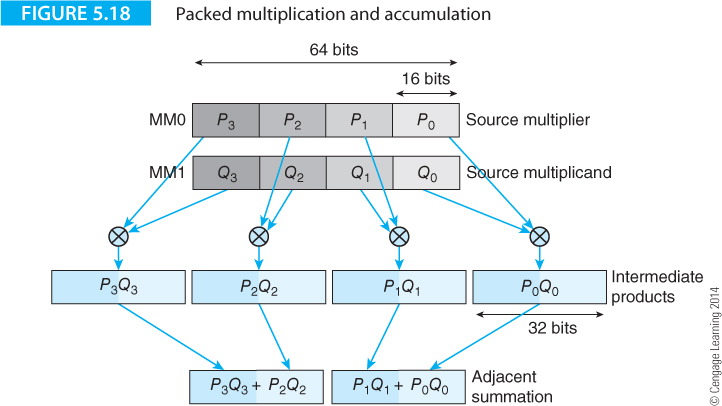 FIGURE 5.18 Packed multiplication and accumulation
64 bits
16 bits
MM0 P3 P2 P1 P0 Source multiplier
MM1 Q3 Q2 Q1 Q0 Source multiplicand
P3Q3 P2Q2 P1Q1 P0Q0 Intermediate
products
32 bits
P3Q3 + P2Q2 P1Q1 + P0Q0 Adjacent
summation
© Cengage Learning 2014